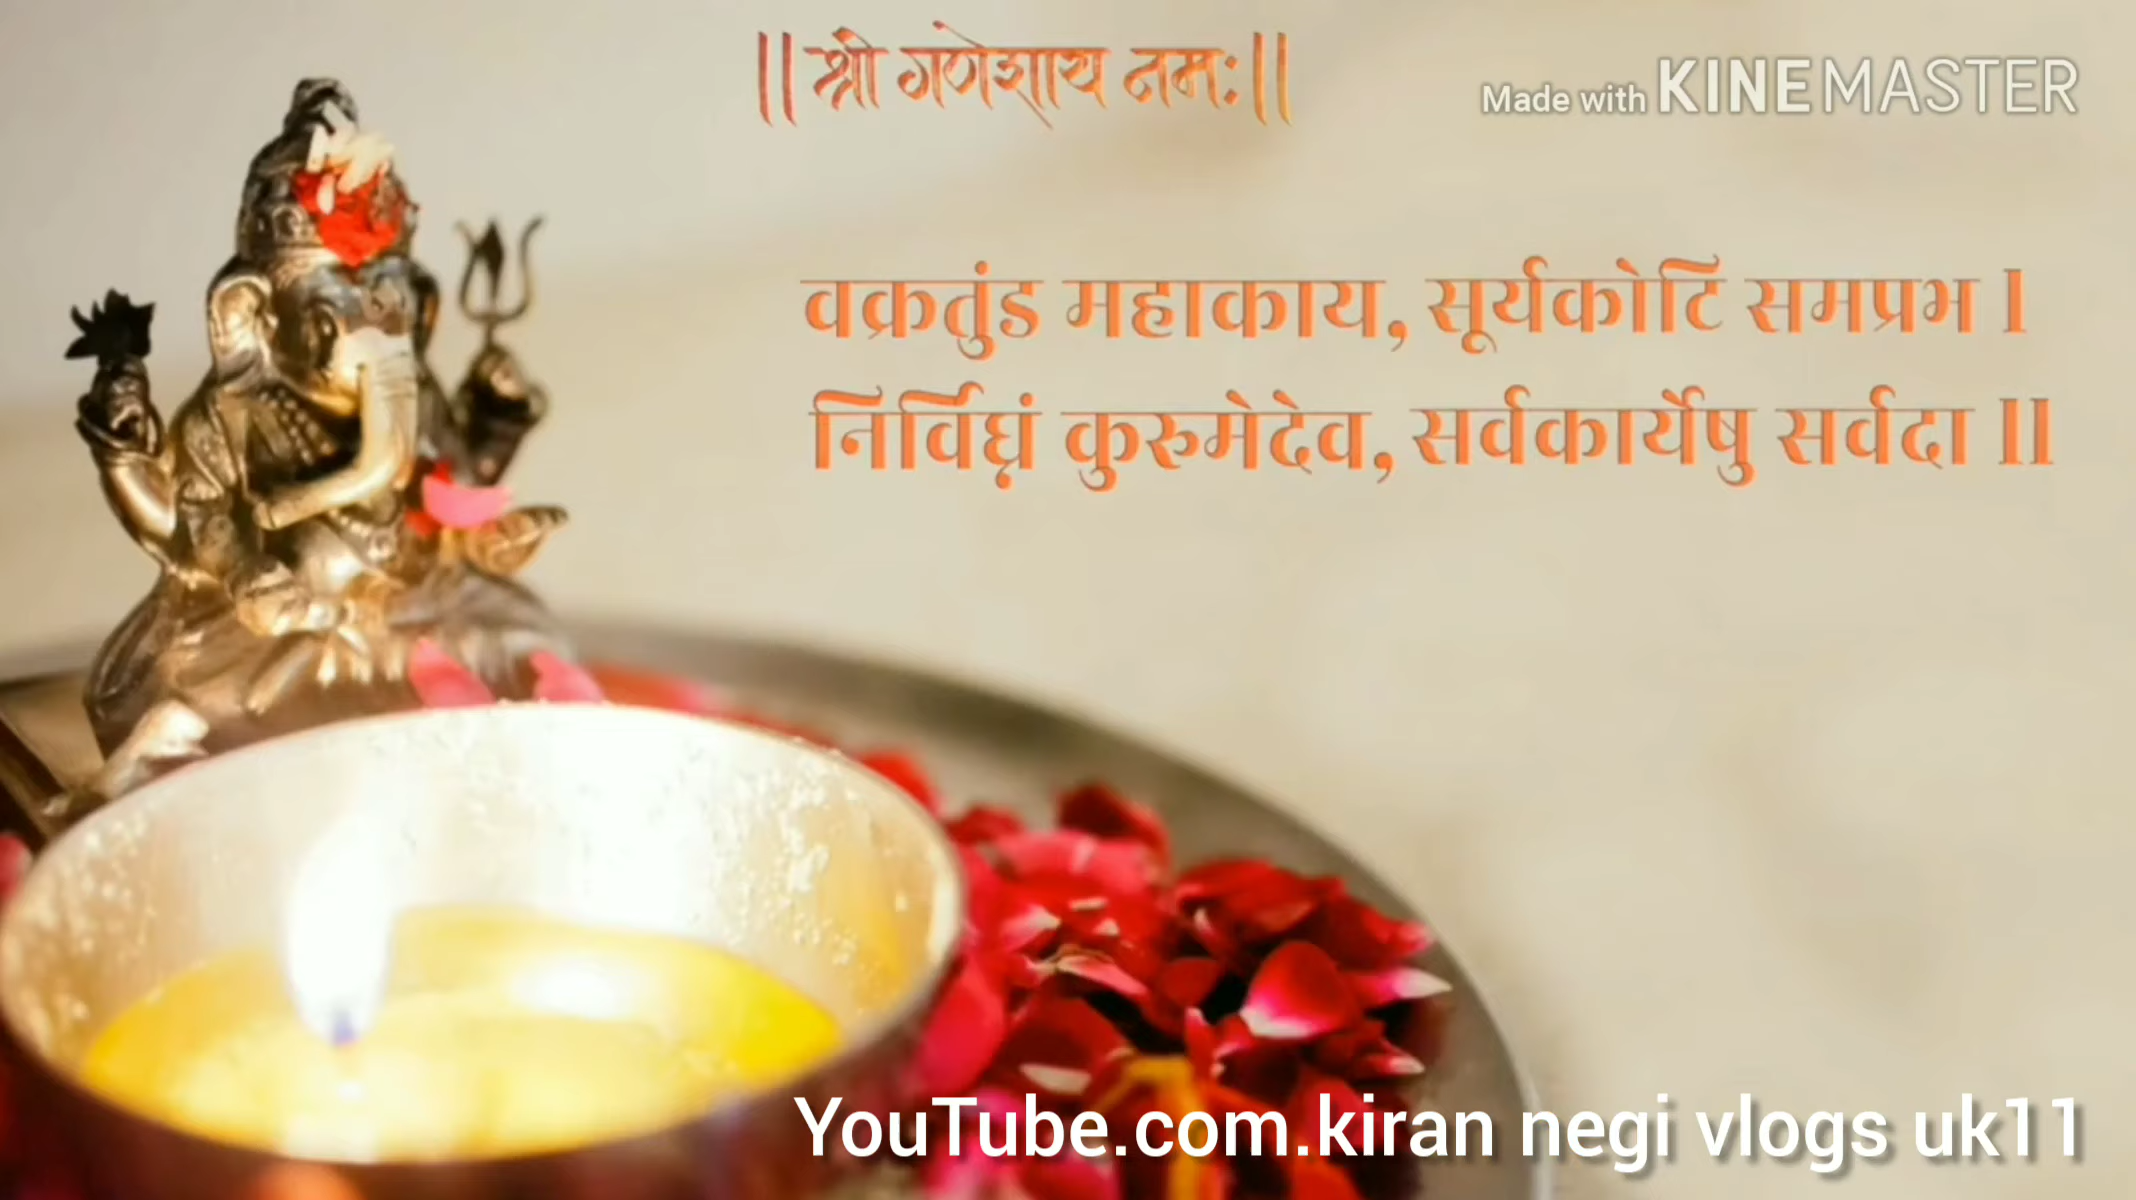 || श्री गणेशाय नमः ||
Made with KINEMASTER
वक्रतुंड महाकाय, सूर्यकोटि समप्रभ I
निर्विघ्नं कुरुमेदेव, सर्वकार्येषु सर्वदा II
YouTube.com.kiran negi vlogs uk11